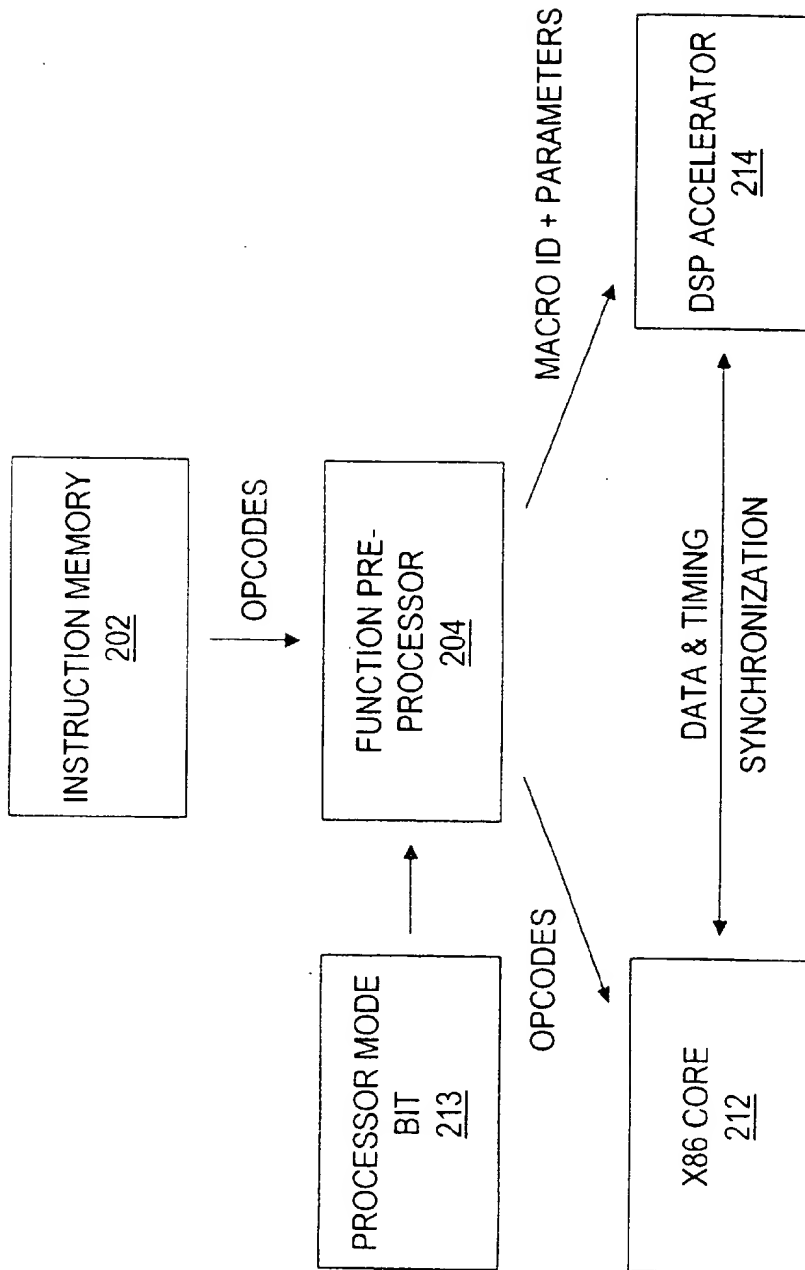 INSTRUCTION MEMORY
202
OPCODES
PROCESSOR MODE
BIT
213
FUNCTION PRE-
PROCESSOR
204
OPCODES
MACRO ID + PARAMETERS
X86 CORE
212
DATA & TIMING
SYNCHRONIZATION
DSP ACCELERATOR
214